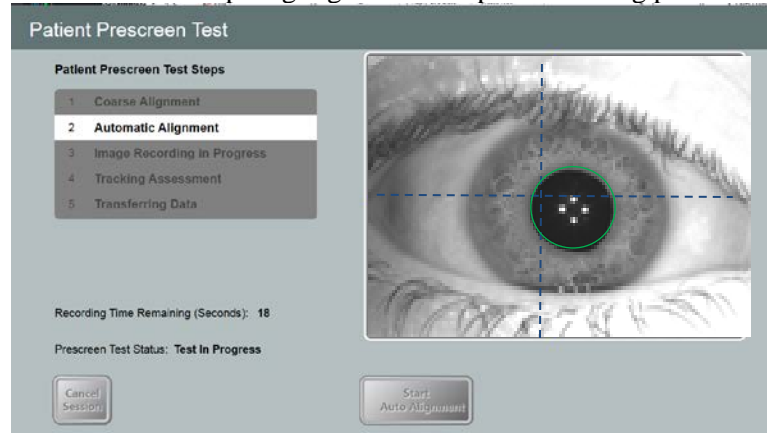 Patient Prescreen Test
Patient Prescreen Test Steps
1 Coarse Alignment
2 Automatic Alignment
3 Image Recording In Progress
4 Tracking Assessment
5 Transferring Data
Recording Time Remaining (Seconds): 18
Prescreen Test Status: Test In Progress
Cancel
Session
Start
Auto Alignment